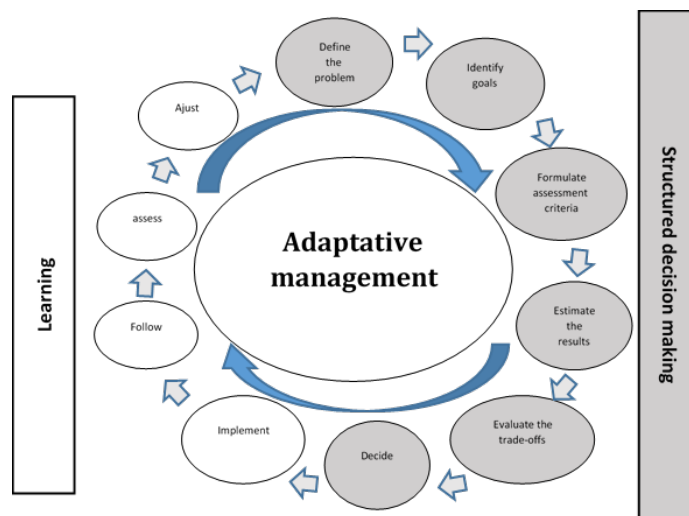 Define
the
problem
Identify
goals
Formulate
assessment
criteria
Estimate
the
results
Evaluate the
trade-offs
Decide
Implement
Follow
assess
Ajust
Adaptative
management
Learning
Structured decision making